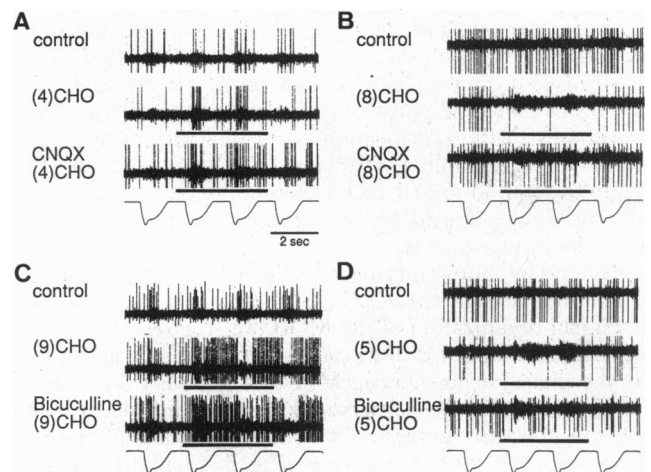 A
control
(4)CHO
CNQX
(4)CHO
2 sec
B
control
(8)CHO
CNQX
(8)CHO
C
control
(9)CHO
Bicuculline
(9)CHO
D
control
(5)CHO
Bicuculline
(5)CHO